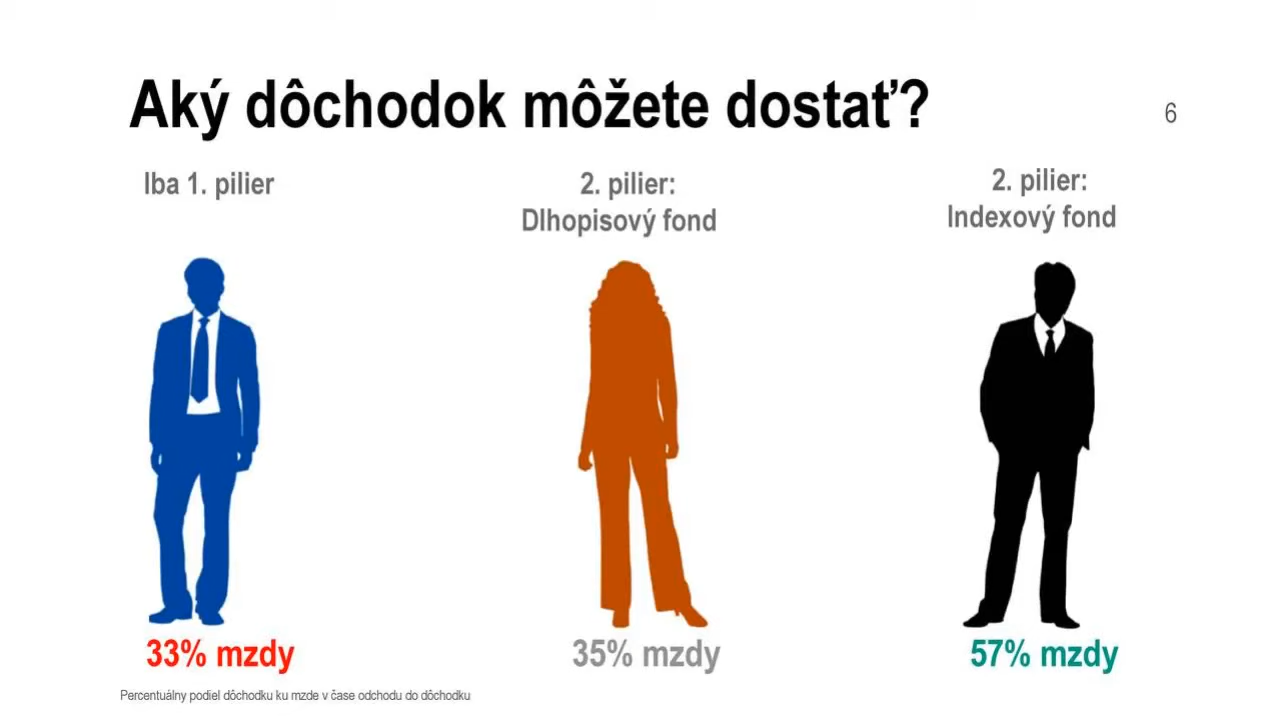 Aký dôchodok môžete dostať?
6
Iba 1. pilier
2. pilier:
Dlhopisový fond
2. pilier:
Indexový fond
33% mzdy
35% mzdy
57% mzdy
Percentuálny podiel dôchodku ku mzde v čase odchodu do dôchodku